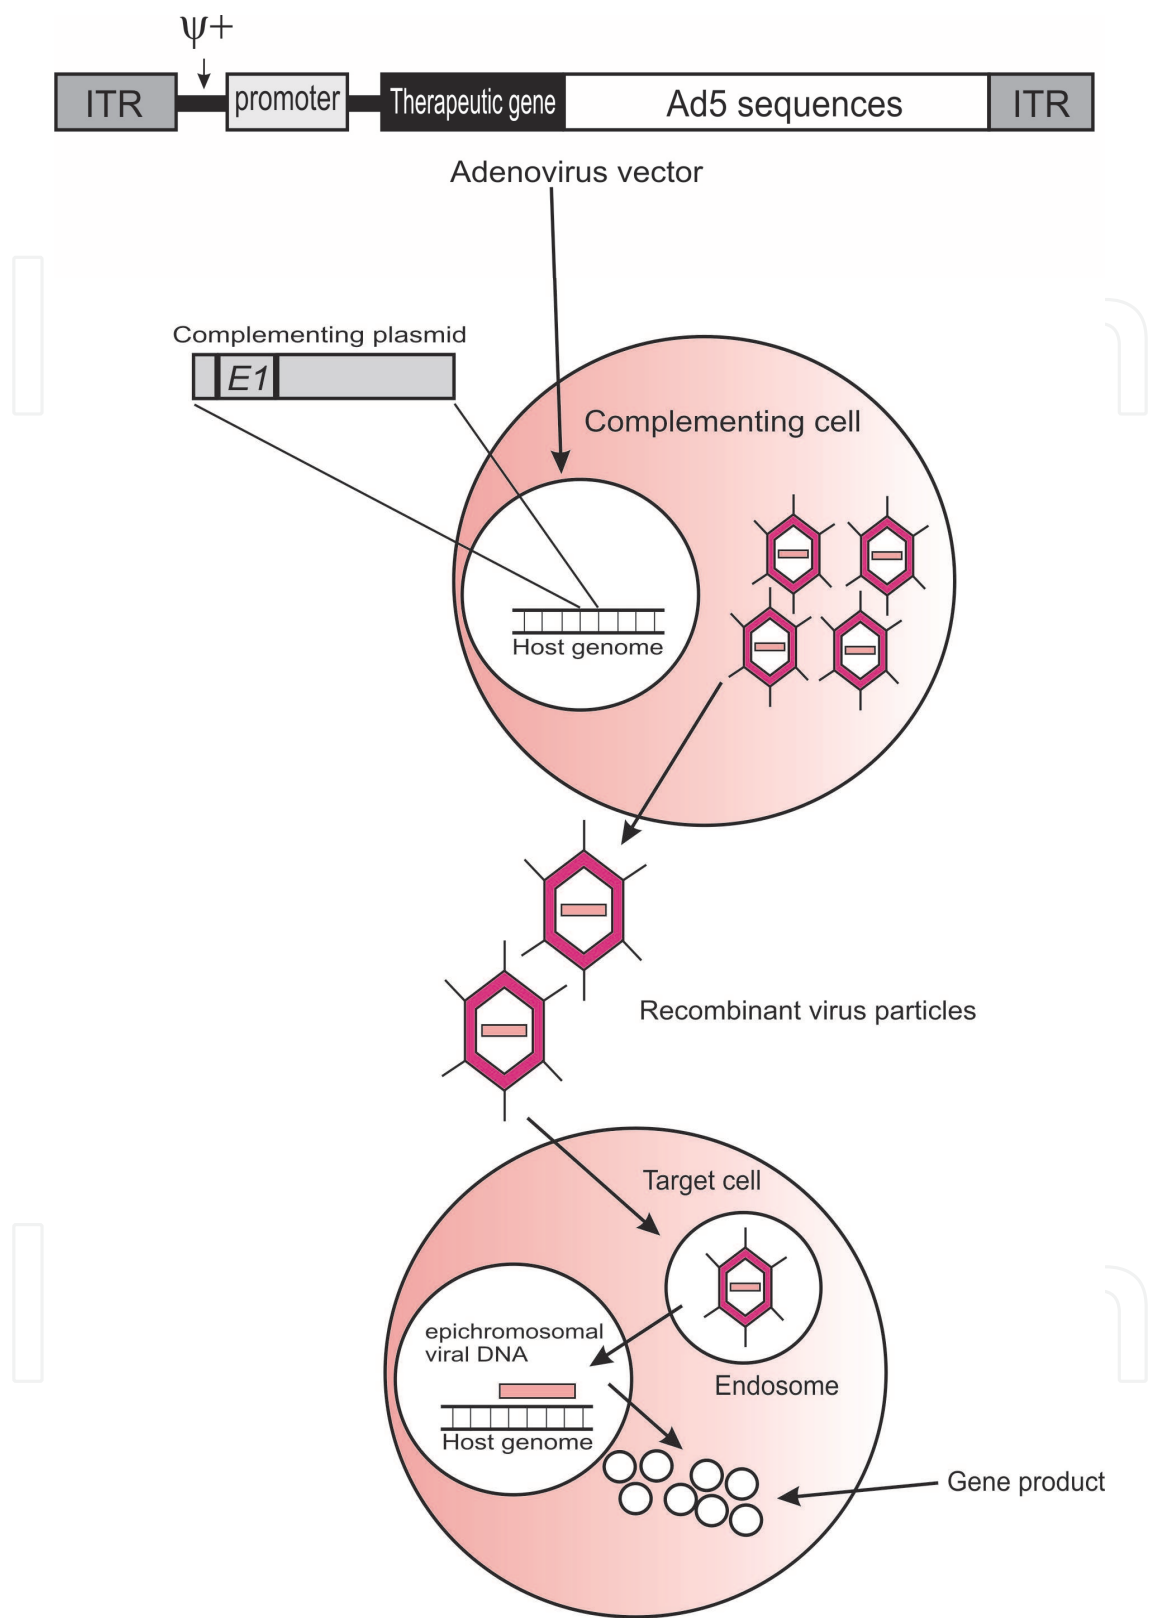 ψ+
ITR promoter Therapeutic gene Ad5 sequences ITR
Adenovirus vector
Complementing plasmid
E1
Complementing cell
Host genome
Recombinant virus particles
Target cell
epichromosomal
viral DNA
Endosome
Host genome
Gene product